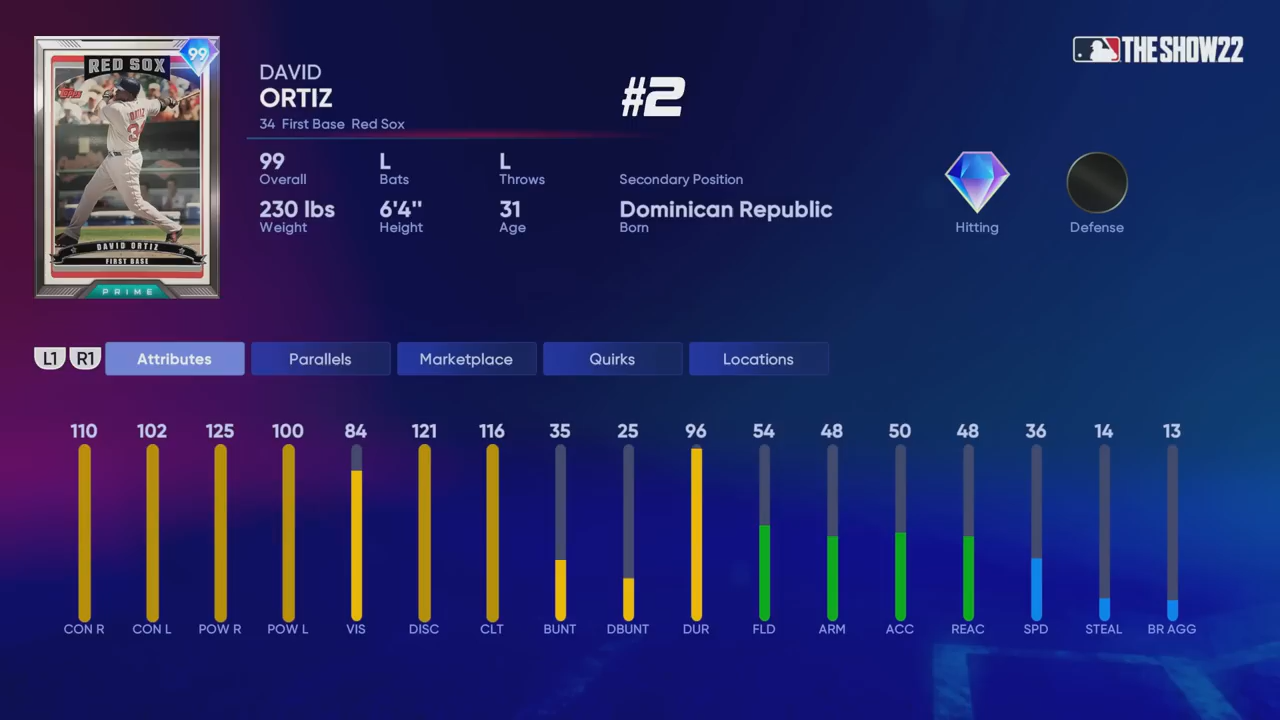 99
RED SOX
Topps
ORTIZ
34
DAVID ORTIZ
FIRST BASE
PRIME
DAVID
ORTIZ
34 First Base Red Sox
#2
THE SHOW 22
99 L L
Overall Bats Throws Secondary Position
230 lbs 6'4" 31 Dominican Republic
Weight Height Age Born
Hitting Defense
L1 R1 Attributes Parallels Marketplace Quirks Locations
110 102 125 100 84 121 116 35 25 96 54 48 50 48 36 14 13
CON R CON L POW R POW L VIS DISC CLT BUNT DBUNT DUR FLD ARM ACC REAC SPD STEAL BR AGG